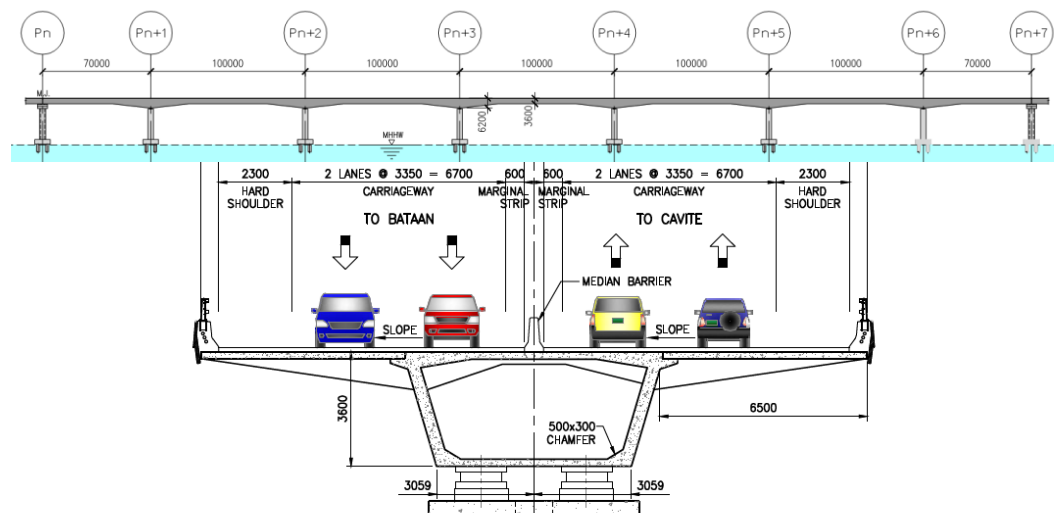 Pn Pn+1 Pn+2 Pn+3 Pn+4 Pn+5 Pn+6 Pn+7
70000 100000 100000 100000 100000 100000 70000
M.J.
6200 3600
MHHW
2300 2 LANES @ 3350 = 6700 600 600 2 LANES @ 3350 = 6700 2300
HARD SHOULDER
CARRIAGEWAY
MARGINAL STRIP
MARGINAL STRIP
CARRIAGEWAY
HARD SHOULDER
TO BATAAN TO CAVITE
MEDIAN BARRIER
SLOPE SLOPE
3600
6500
500x300
CHAMFER
3059 3059